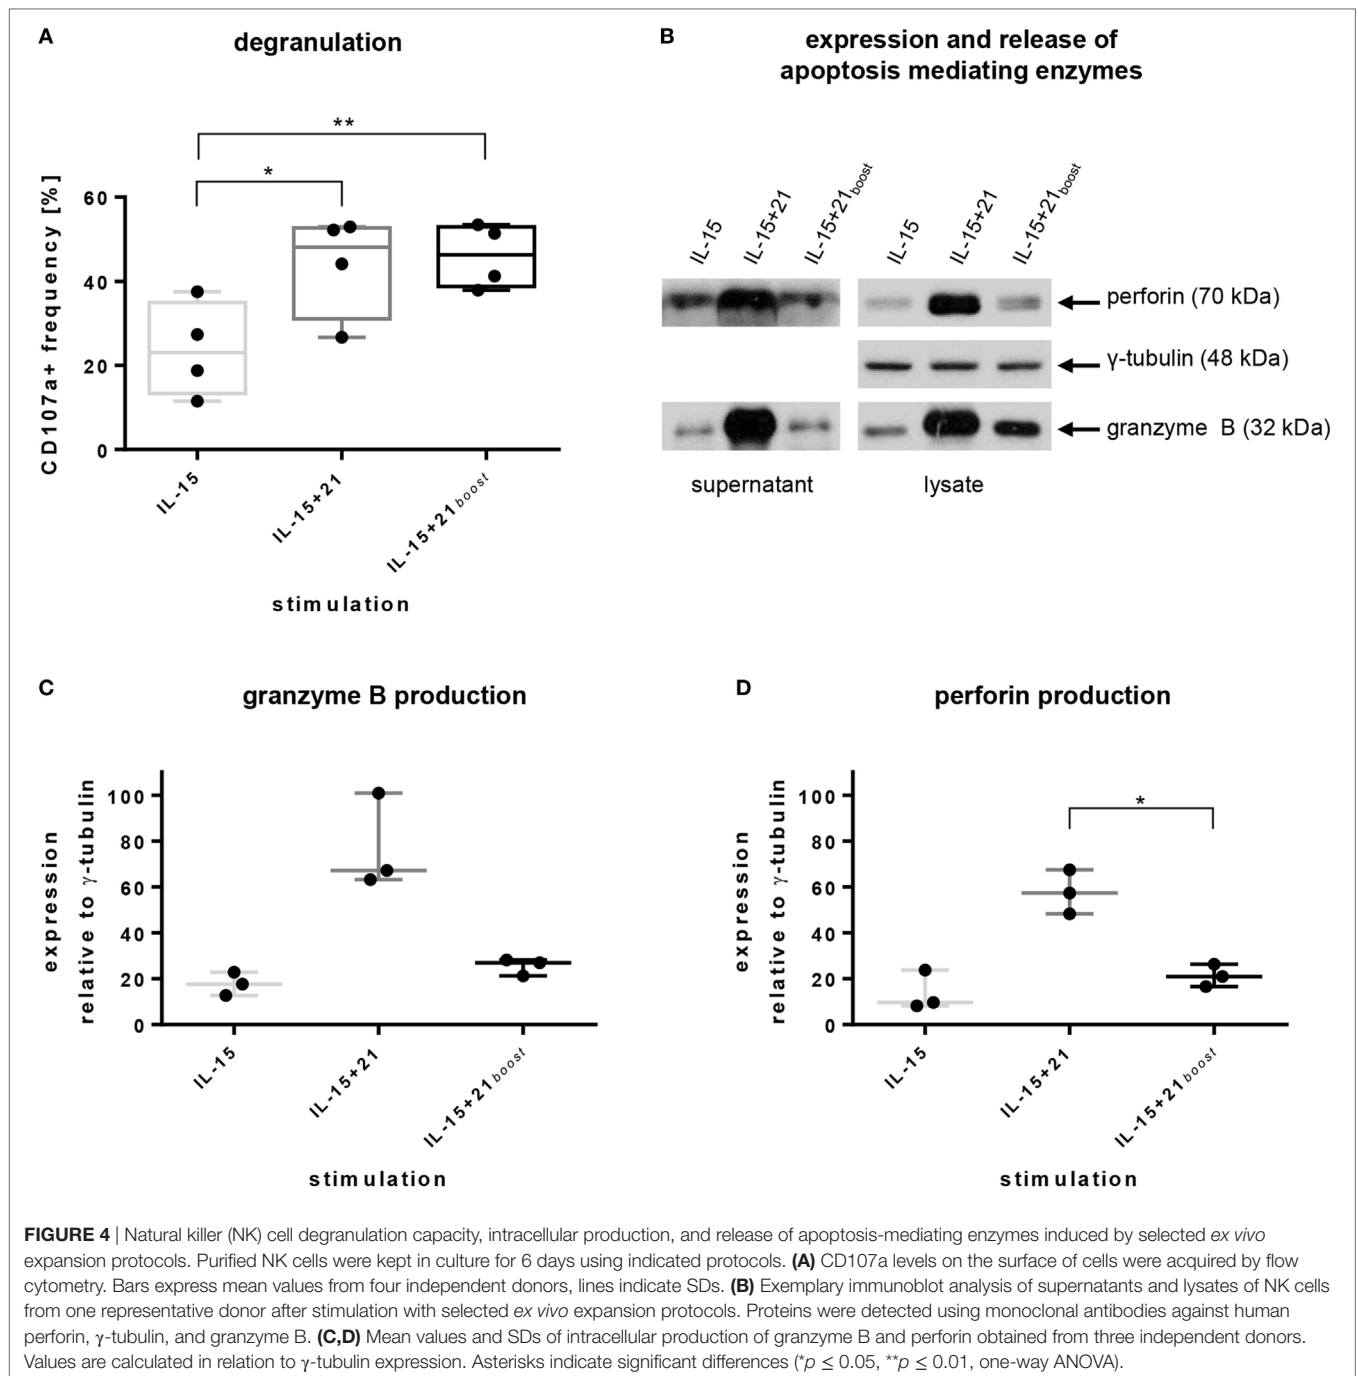 A
degranulation
**
*
CD107a+ frequency [%]
60
40
20
0
IL-15
IL-15+21
IL-15+21boost
stimulation
B
expression and release of
apoptosis mediating enzymes
IL-15
IL-15+21
IL-15+21boost
IL-15
IL-15+21
IL-15+21boost
perforin (70 kDa)
γ-tubulin (48 kDa)
granzyme B (32 kDa)
supernatant
lysate
C
granzyme B production
expression
relative to γ-tubulin
100
80
60
40
20
0
IL-15
IL-15+21
IL-15+21boost
stimulation
D
perforin production
*
expression
relative to γ-tubulin
100
80
60
40
20
0
IL-15
IL-15+21
IL-15+21boost
stimulation
FIGURE 4 | Natural killer (NK) cell degranulation capacity, intracellular production, and release of apoptosis-mediating enzymes induced by selected ex vivo
expansion protocols. Purified NK cells were kept in culture for 6 days using indicated protocols. (A) CD107a levels on the surface of cells were acquired by flow
cytometry. Bars express mean values from four independent donors, lines indicate SDs. (B) Exemplary immunoblot analysis of supernatants and lysates of NK cells
from one representative donor after stimulation with selected ex vivo expansion protocols. Proteins were detected using monoclonal antibodies against human
perforin, γ-tubulin, and granzyme B. (C,D) Mean values and SDs of intracellular production of granzyme B and perforin obtained from three independent donors.
Values are calculated in relation to γ-tubulin expression. Asterisks indicate significant differences (*p ≤ 0.05, **p ≤ 0.01, one-way ANOVA).